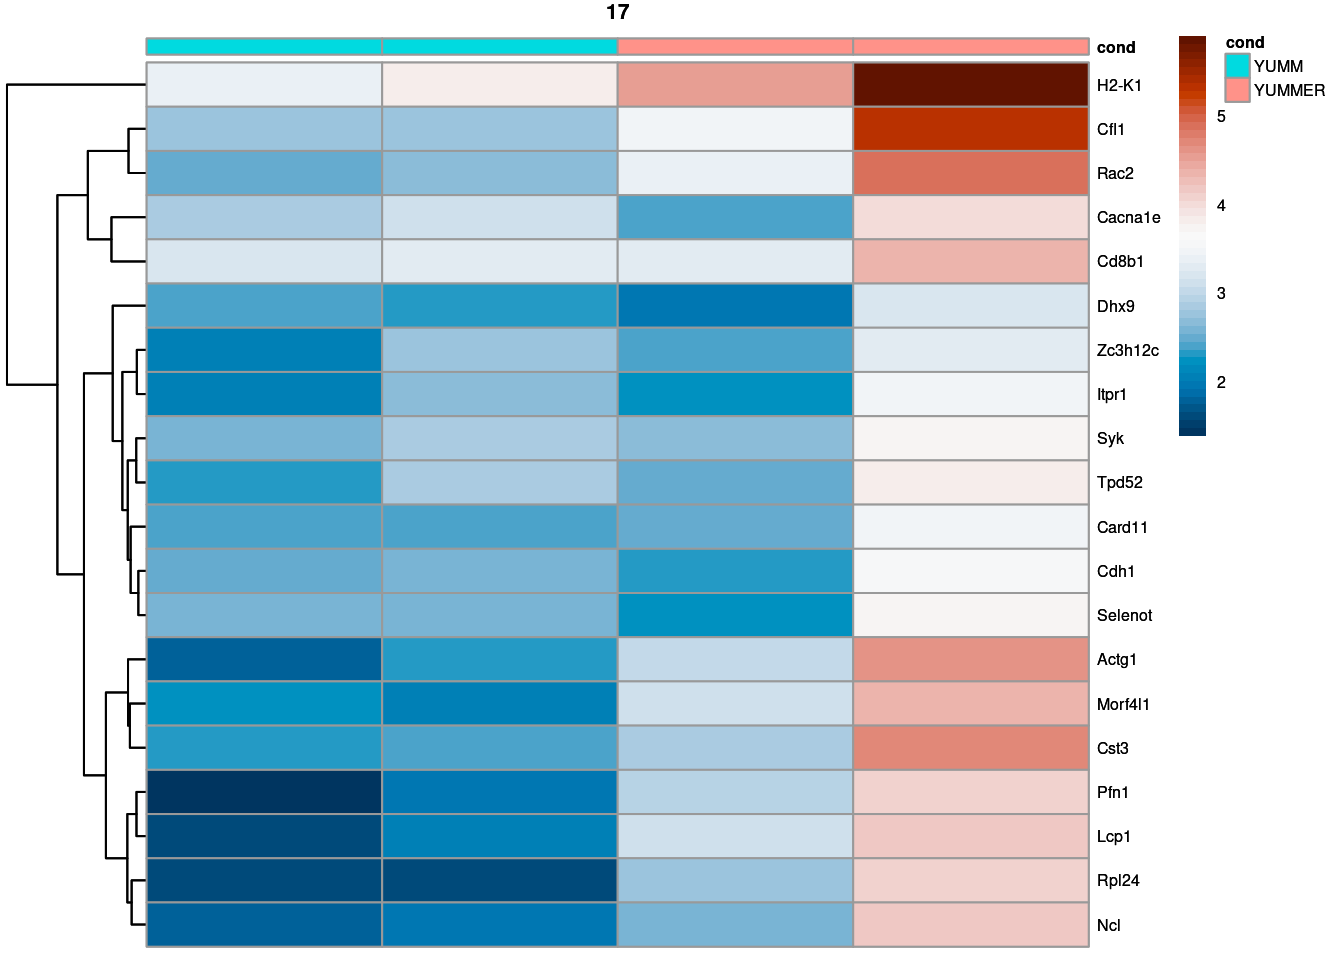 17
cond
H2-K1
Cfl1
Rac2
Cacna1e
Cd8b1
Dhx9
Zc3h12c
Itpr1
Syk
Tpd52
Card11
Cdh1
Selenot
Actg1
Morf4l1
Cst3
Pfn1
Lcp1
Rpl24
Ncl
5
4
3
2
cond
YUMM
YUMMER